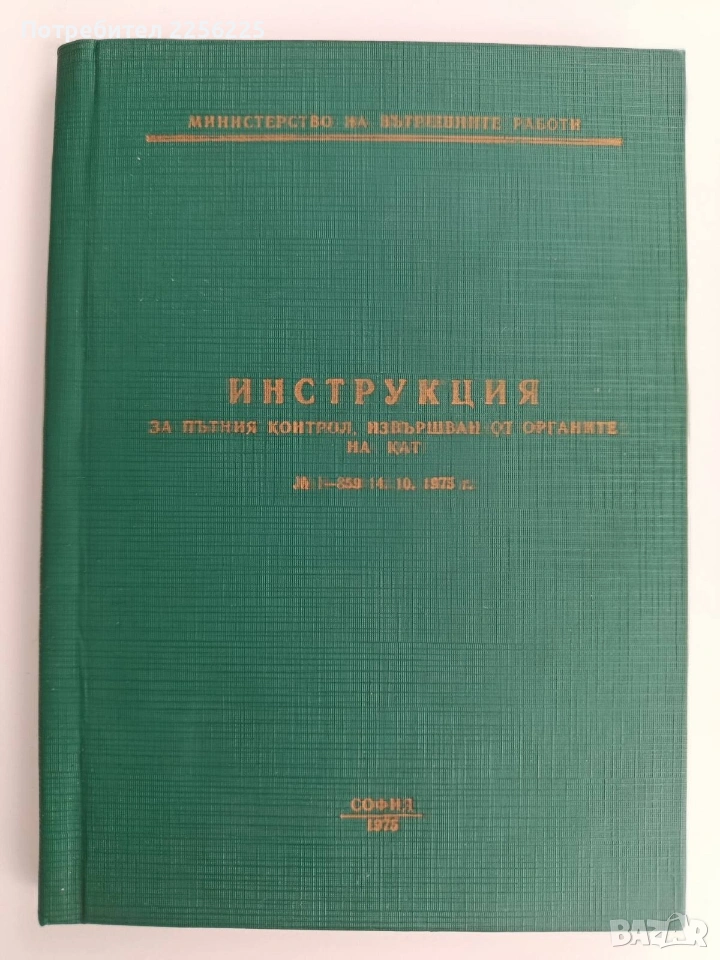 Потребител 2256225
МИНИСТЕРСТВО НА ВЪТРЕШНИТЕ РАБОТИ
ИНСТРУКЦИЯ
ЗА ПЪТНИЯ КОНТРОЛ, ИЗВЪРШВАН ОТ ОРГАНИТЕ
НА КАТ
№ I—859 14. 10. 1975 г.
СОФИЯ
1975
BAZAR